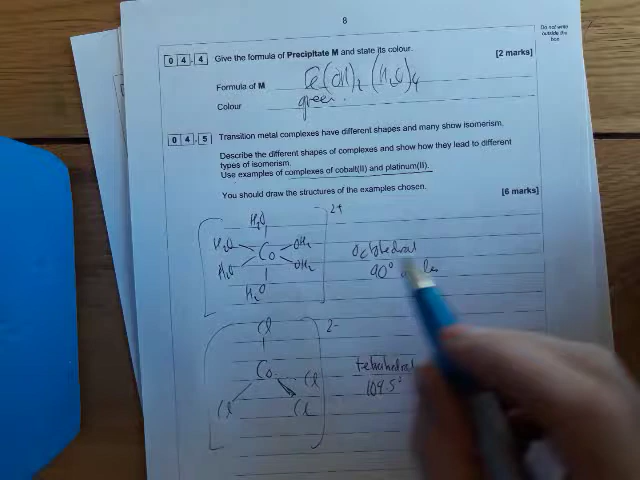 8
Do not write
outside the
box
0 4 . 4 Give the formula of Precipitate M and state its colour.
[2 marks]
Formula of M Fe(OH)2(H2O)4
Colour green.
0 4 . 5 Transition metal complexes have different shapes and many show isomerism.
Describe the different shapes of complexes and show how they lead to different
types of isomerism.
Use examples of complexes of cobalt(II) and platinum(II).
You should draw the structures of the examples chosen.
[6 marks]
2+
H2O
H2O OH2
Co
H2O OH2
H2O
octahedral
90°
2-
Cl
Co
Cl
Cl Cl
tetrahedral
109.5°